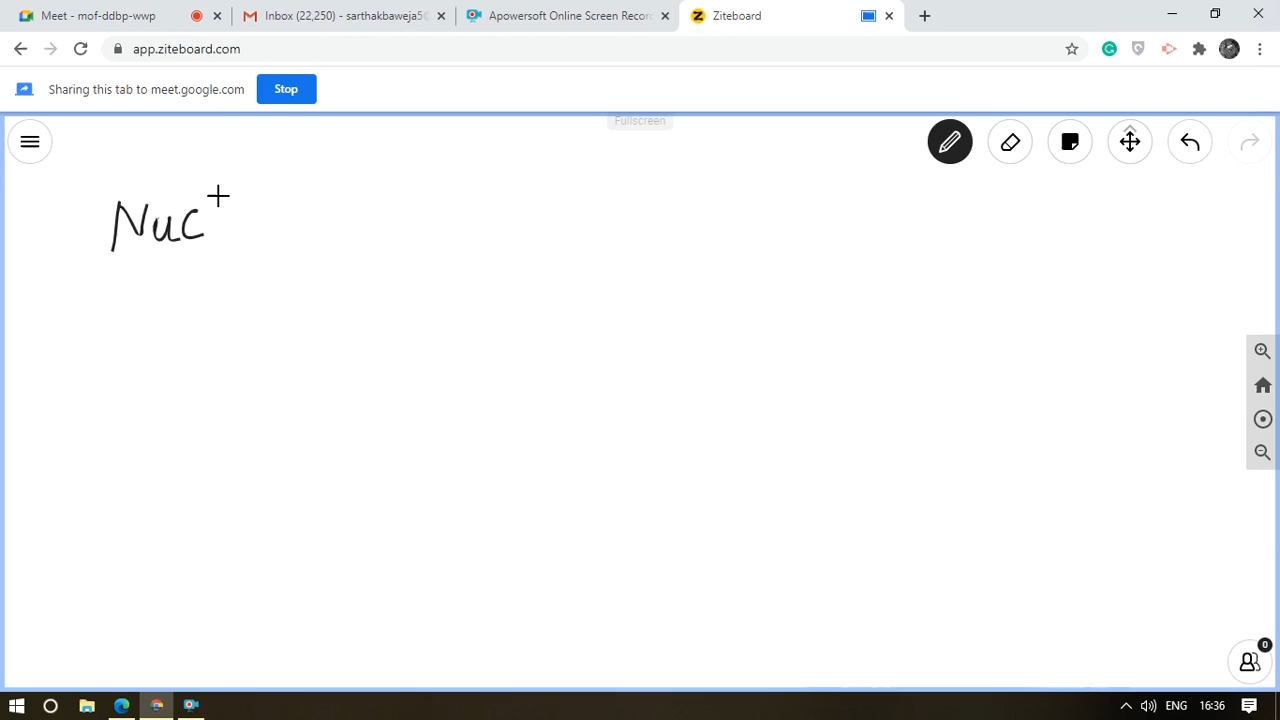 Meet - mof-ddbp-wwp
Inbox (22,250) - sarthakbaweja5
Apowersoft Online Screen Recor
Ziteboard
app.ziteboard.com
Sharing this tab to meet.google.com
Stop
Fullscreen
Nuc
0
ENG
16:36